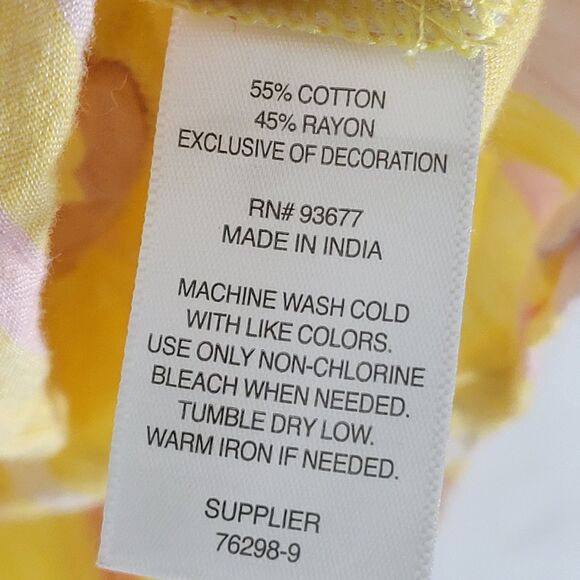 55% COTTON
45% RAYON
EXCLUSIVE OF DECORATION
RN# 93677
MADE IN INDIA
MACHINE WASH COLD
WITH LIKE COLORS.
USE ONLY NON-CHLORINE
BLEACH WHEN NEEDED.
TUMBLE DRY LOW.
WARM IRON IF NEEDED.
SUPPLIER
76298-9